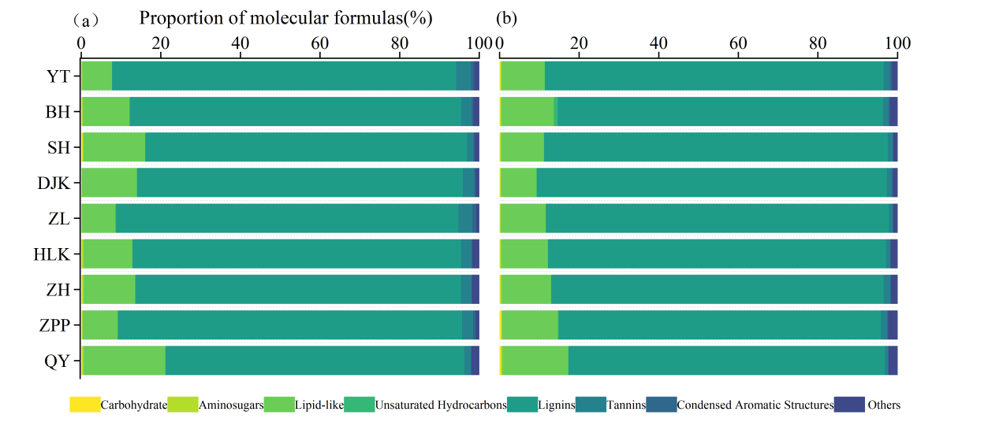 （a） Proportion of molecular formulas(%) (b)
0 20 40 60 80 100 0 20 40 60 80 100
YT
BH
SH
DJK
ZL
HLK
ZH
ZPP
QY
Carbohydrate Aminosugars Lipid-like Unsaturated Hydrocarbons Lignins Tannins Condensed Aromatic Structures Others